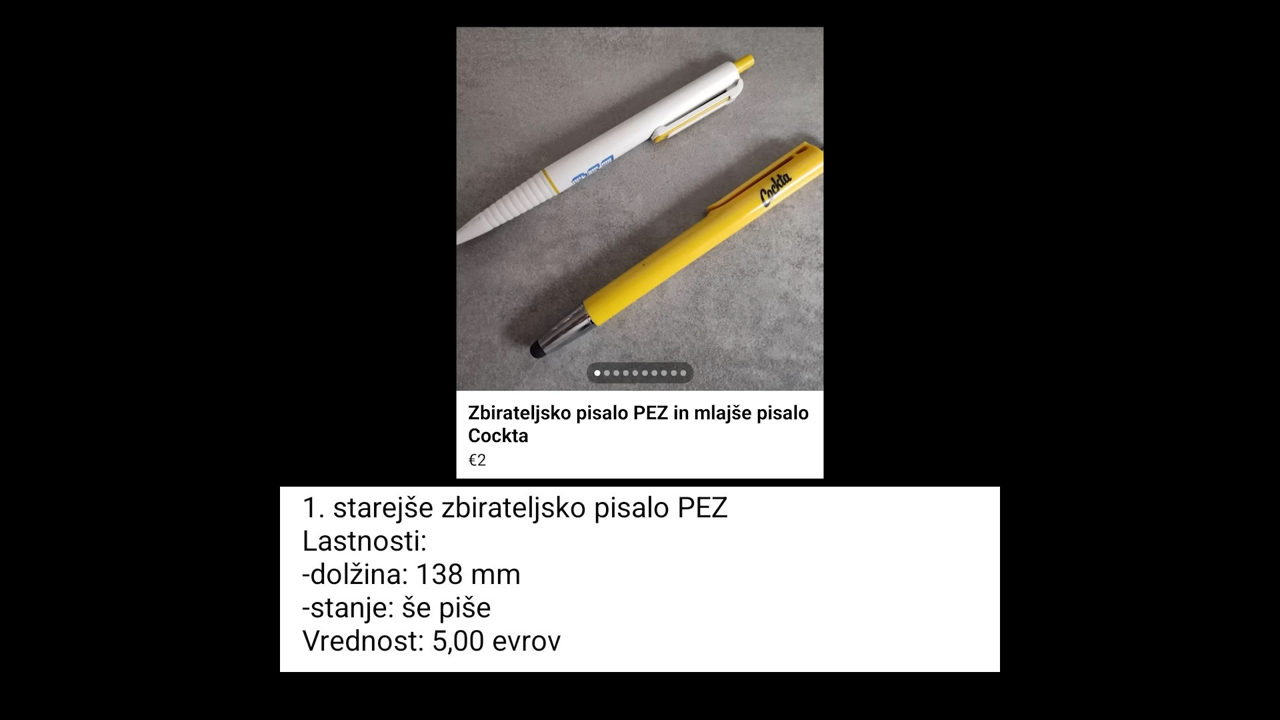 Cockta
Zbirateljsko pisalo PEZ in mlajše pisalo
Cockta
€2
1. starejše zbirateljsko pisalo PEZ
Lastnosti:
-dolžina: 138 mm
-stanje: še piše
Vrednost: 5,00 evrov